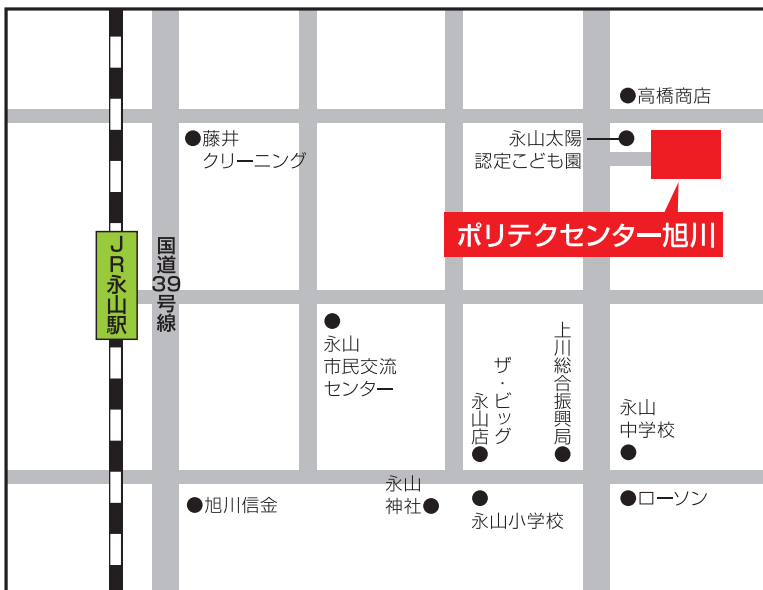 高橋商店
藤井
クリーニング
永山太陽
認定こども園
ポリテクセンター旭川
JR永山駅
国道39号線
永山
市民交流
センター
ザ・ビッグ
永山店
上川総合振興局
永山
中学校
旭川信金
永山
神社
永山小学校
ローソン